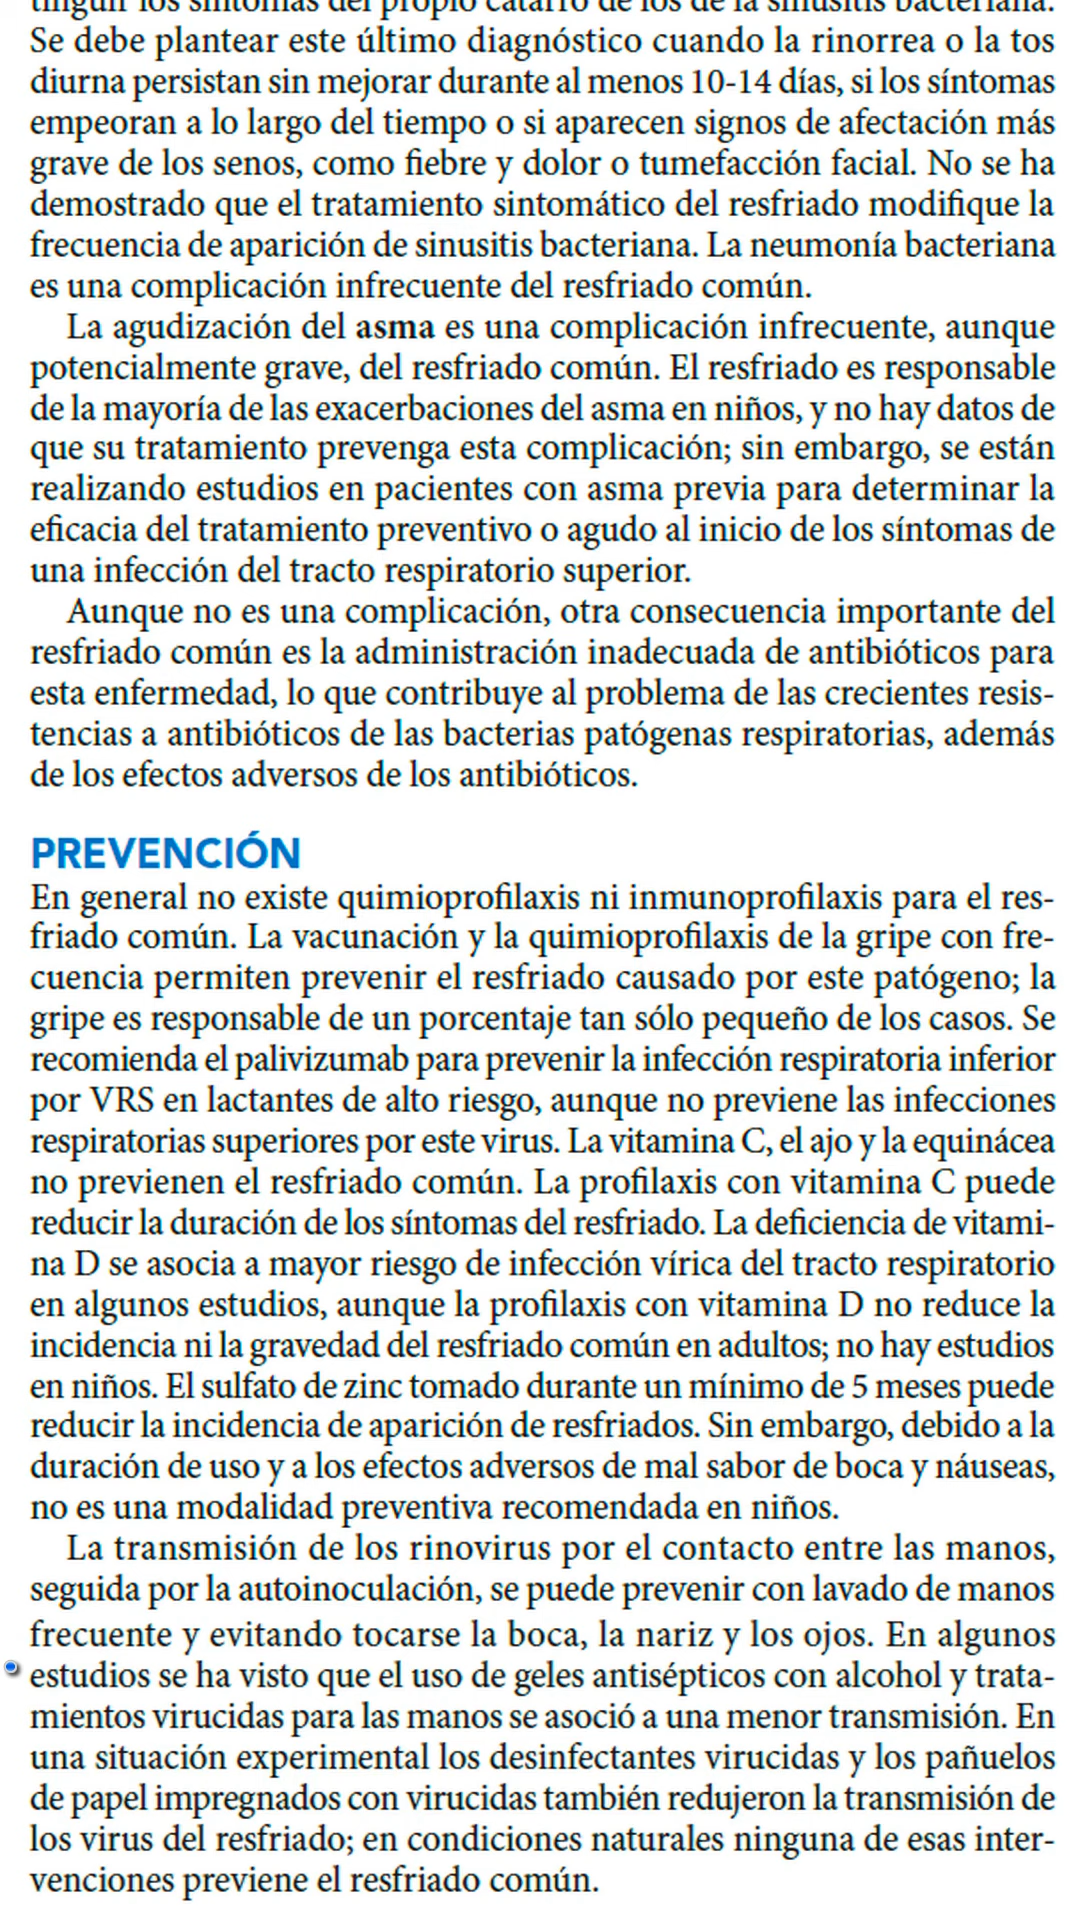 tinguir los síntomas del propio catarro de los de la sinusitis bacteriana.
Se debe plantear este último diagnóstico cuando la rinorrea o la tos
diurna persistan sin mejorar durante al menos 10-14 días, si los síntomas
empeoran a lo largo del tiempo o si aparecen signos de afectación más
grave de los senos, como fiebre y dolor o tumefacción facial. No se ha
demostrado que el tratamiento sintomático del resfriado modifique la
frecuencia de aparición de sinusitis bacteriana. La neumonía bacteriana
es una complicación infrecuente del resfriado común.
La agudización del asma es una complicación infrecuente, aunque
potencialmente grave, del resfriado común. El resfriado es responsable
de la mayoría de las exacerbaciones del asma en niños, y no hay datos de
que su tratamiento prevenga esta complicación; sin embargo, se están
realizando estudios en pacientes con asma previa para determinar la
eficacia del tratamiento preventivo o agudo al inicio de los síntomas de
una infección del tracto respiratorio superior.
Aunque no es una complicación, otra consecuencia importante del
resfriado común es la administración inadecuada de antibióticos para
esta enfermedad, lo que contribuye al problema de las crecientes resis-
tencias a antibióticos de las bacterias patógenas respiratorias, además
de los efectos adversos de los antibióticos.
PREVENCIÓN
En general no existe quimioprofilaxis ni inmunoprofilaxis para el res-
friado común. La vacunación y la quimioprofilaxis de la gripe con fre-
cuencia permiten prevenir el resfriado causado por este patógeno; la
gripe es responsable de un porcentaje tan sólo pequeño de los casos. Se
recomienda el palivizumab para prevenir la infección respiratoria inferior
por VRS en lactantes de alto riesgo, aunque no previene las infecciones
respiratorias superiores por este virus. La vitamina C, el ajo y la equinácea
no previenen el resfriado común. La profilaxis con vitamina C puede
reducir la duración de los síntomas del resfriado. La deficiencia de vitami-
na D se asocia a mayor riesgo de infección vírica del tracto respiratorio
en algunos estudios, aunque la profilaxis con vitamina D no reduce la
incidencia ni la gravedad del resfriado común en adultos; no hay estudios
en niños. El sulfato de zinc tomado durante un mínimo de 5 meses puede
reducir la incidencia de aparición de resfriados. Sin embargo, debido a la
duración de uso y a los efectos adversos de mal sabor de boca y náuseas,
no es una modalidad preventiva recomendada en niños.
La transmisión de los rinovirus por el contacto entre las manos,
seguida por la autoinoculación, se puede prevenir con lavado de manos
frecuente y evitando tocarse la boca, la nariz y los ojos. En algunos
estudios se ha visto que el uso de geles antisépticos con alcohol y trata-
mientos virucidas para las manos se asoció a una menor transmisión. En
una situación experimental los desinfectantes virucidas y los pañuelos
de papel impregnados con virucidas también redujeron la transmisión de
los virus del resfriado; en condiciones naturales ninguna de esas inter-
venciones previene el resfriado común.